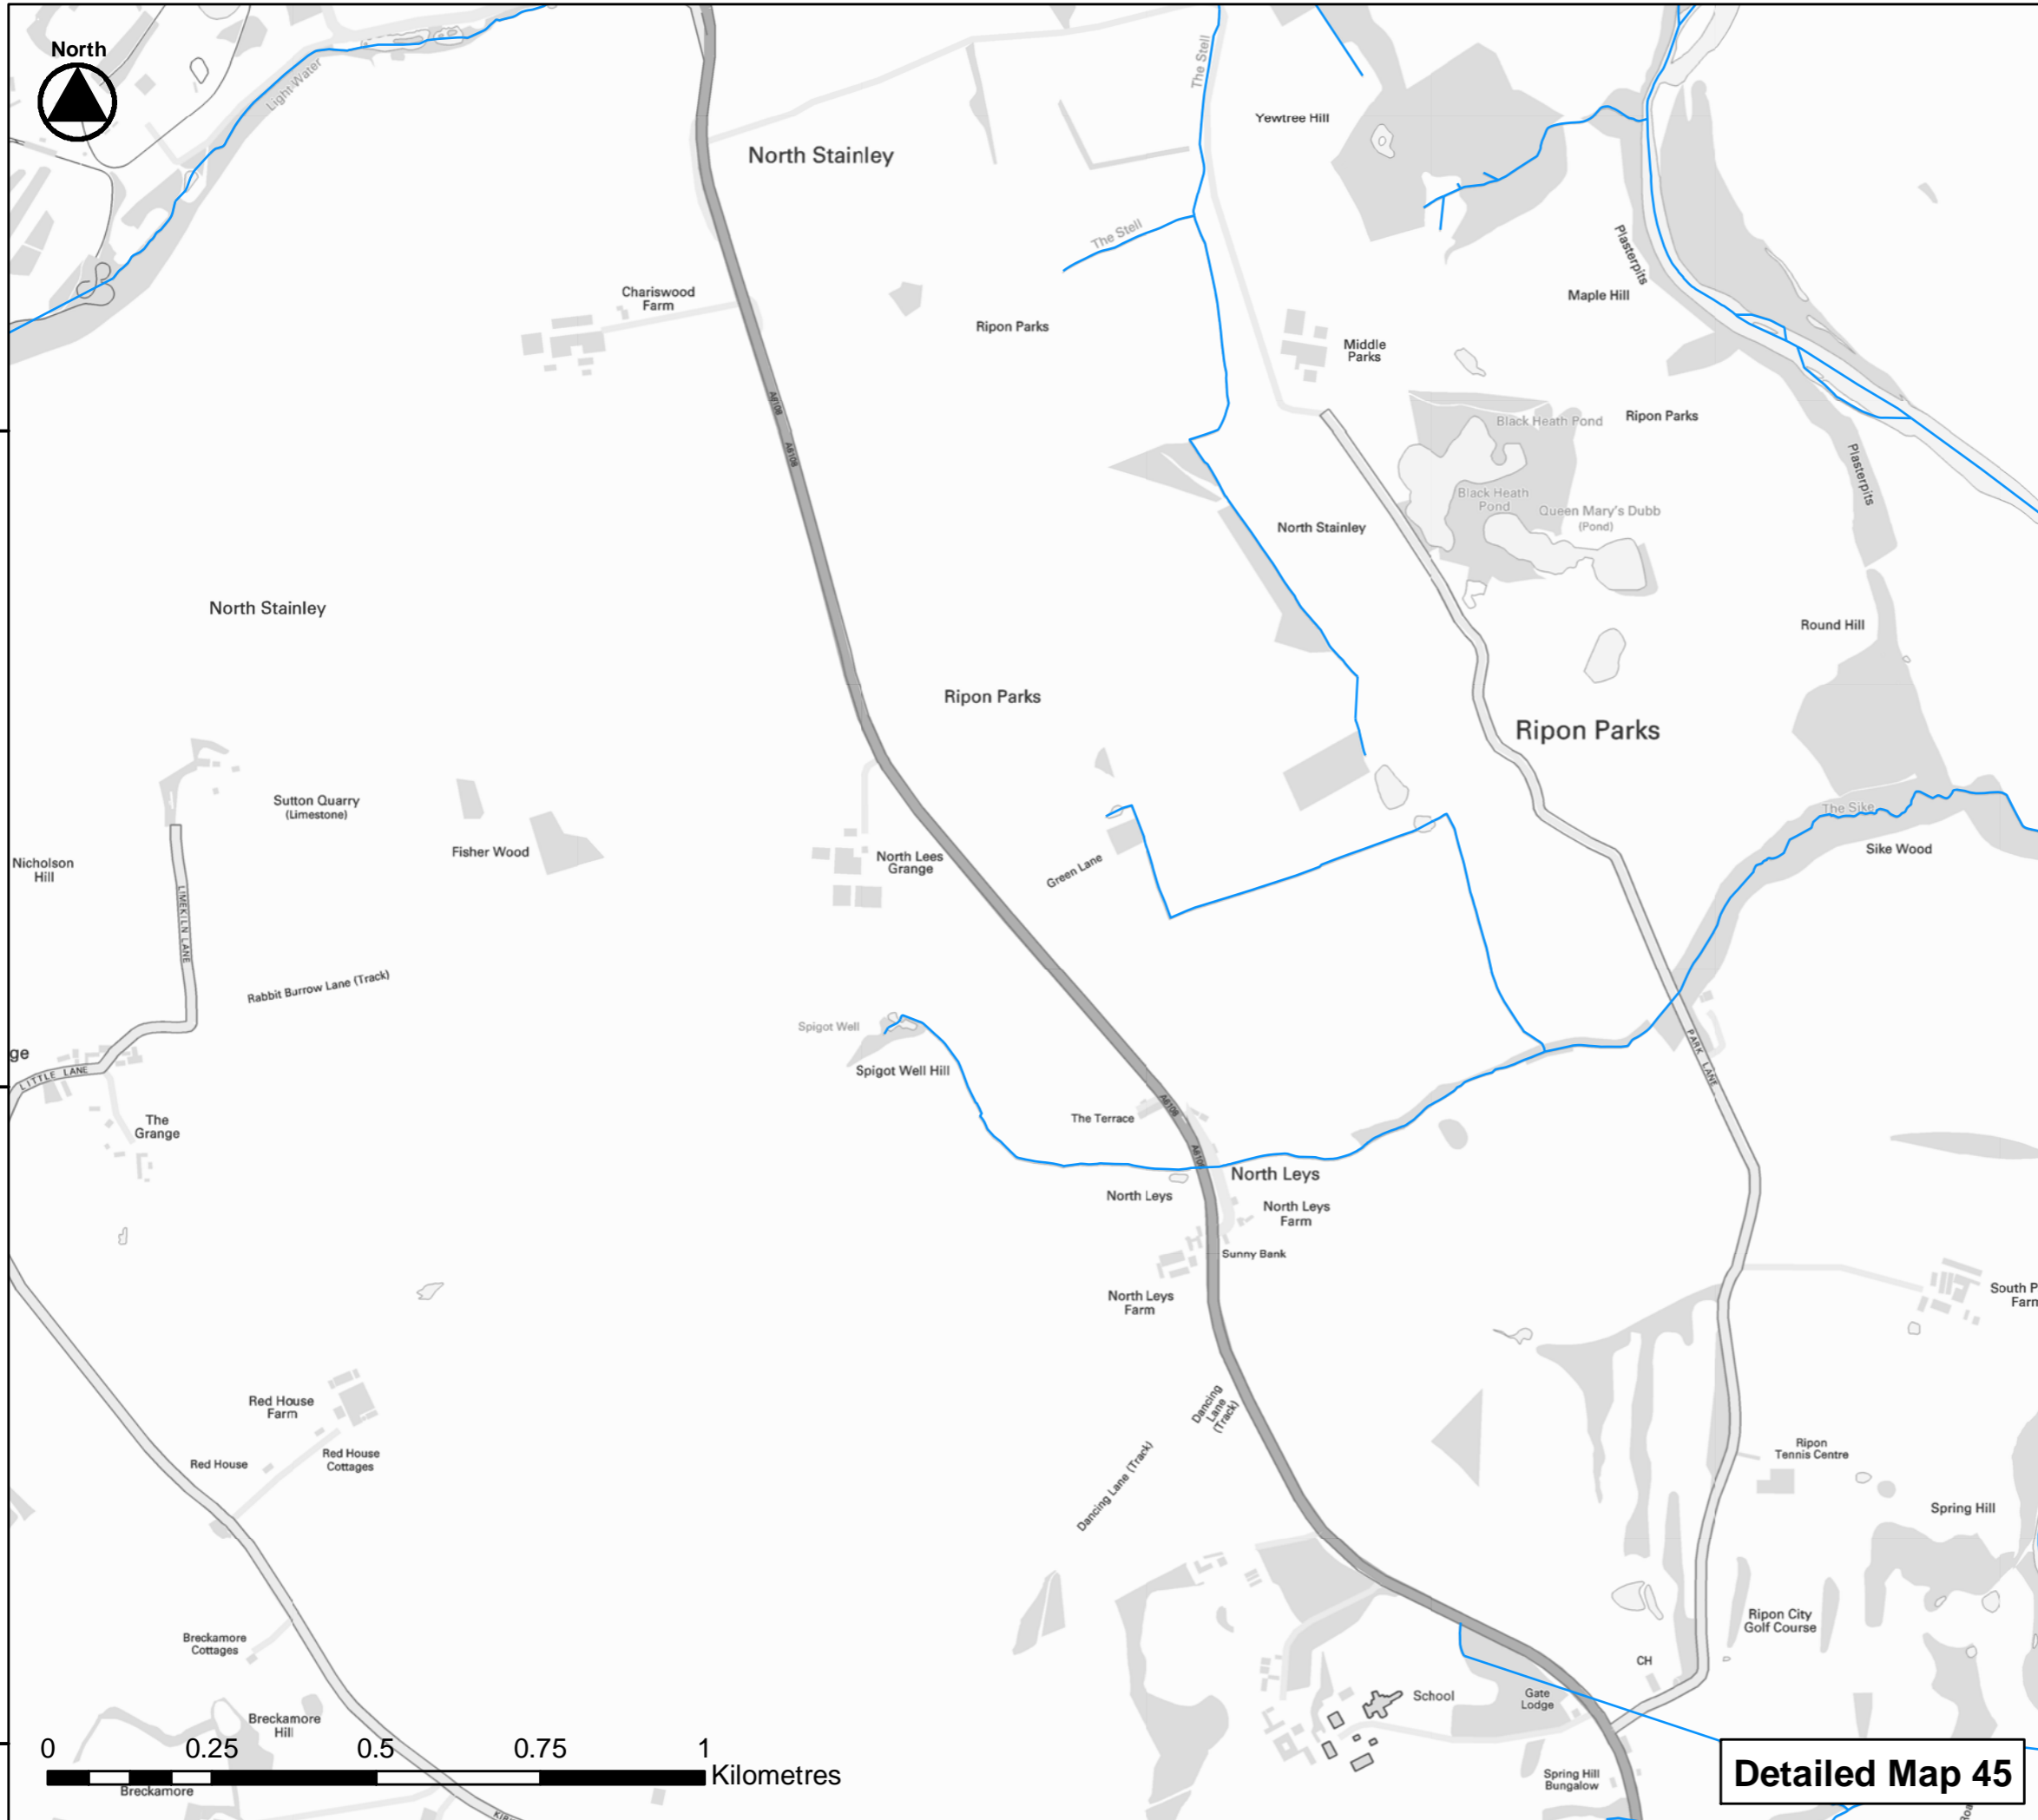 North
Light Water
The Stell
Yewtree Hill
North Stainley
The Stell
Plasterpits
Maple Hill
Chariswood
Farm
Ripon Parks
Middle
Parks
A6108
A6108
Black Heath Pond
Ripon Parks
Plasterpits
Black Heath
Pond
Queen Mary's Dubb
(Pond)
North Stainley
North Stainley
Round Hill
Ripon Parks
Ripon Parks
Sutton Quarry
(Limestone)
The Sike
Fisher Wood
Sike Wood
Nicholson
Hill
North Lees
Grange
Green Lane
LIMEKILN LANE
Rabbit Burrow Lane (Track)
Spigot Well
Spigot Well Hill
PARK LANE
ge
LITTLE LANE
The
Grange
The Terrace
A6108
A6108
North Leys
North Leys
North Leys
Farm
Sunny Bank
North Leys
Farm
South P
Farm
Dancing
Lane
(Track)
Dancing Lane (Track)
Red House
Farm
Red House
Red House
Cottages
Ripon
Tennis Centre
Spring Hill
Breckamore
Cottages
Ripon City
Golf Course
CH
School
Gate
Lodge
Breckamore
Hill
0 0.25 0.5 0.75 1
Kilometres
Breckamore
Spring Hill
Bungalow
Detailed Map 45